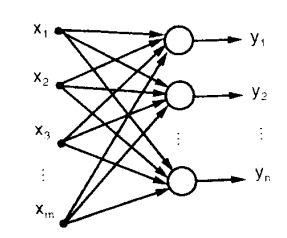 x1 y1
x2 y2
x3
⋮ ⋮ ⋮
xm yn